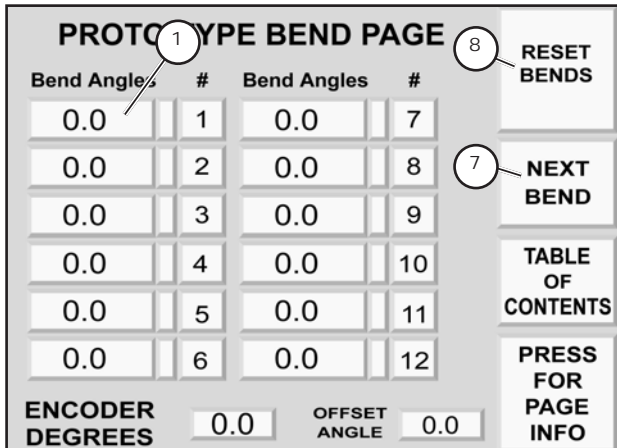 PROTOTYPE BEND PAGE
Bend Angles # Bend Angles #
0.0 1 0.0 7
0.0 2 0.0 8
0.0 3 0.0 9
0.0 4 0.0 10
0.0 5 0.0 11
0.0 6 0.0 12
ENCODER
DEGREES
0.0
OFFSET
ANGLE
0.0
RESET
BENDS
NEXT
BEND
TABLE
OF
CONTENTS
PRESS
FOR
PAGE
INFO
1
8
7